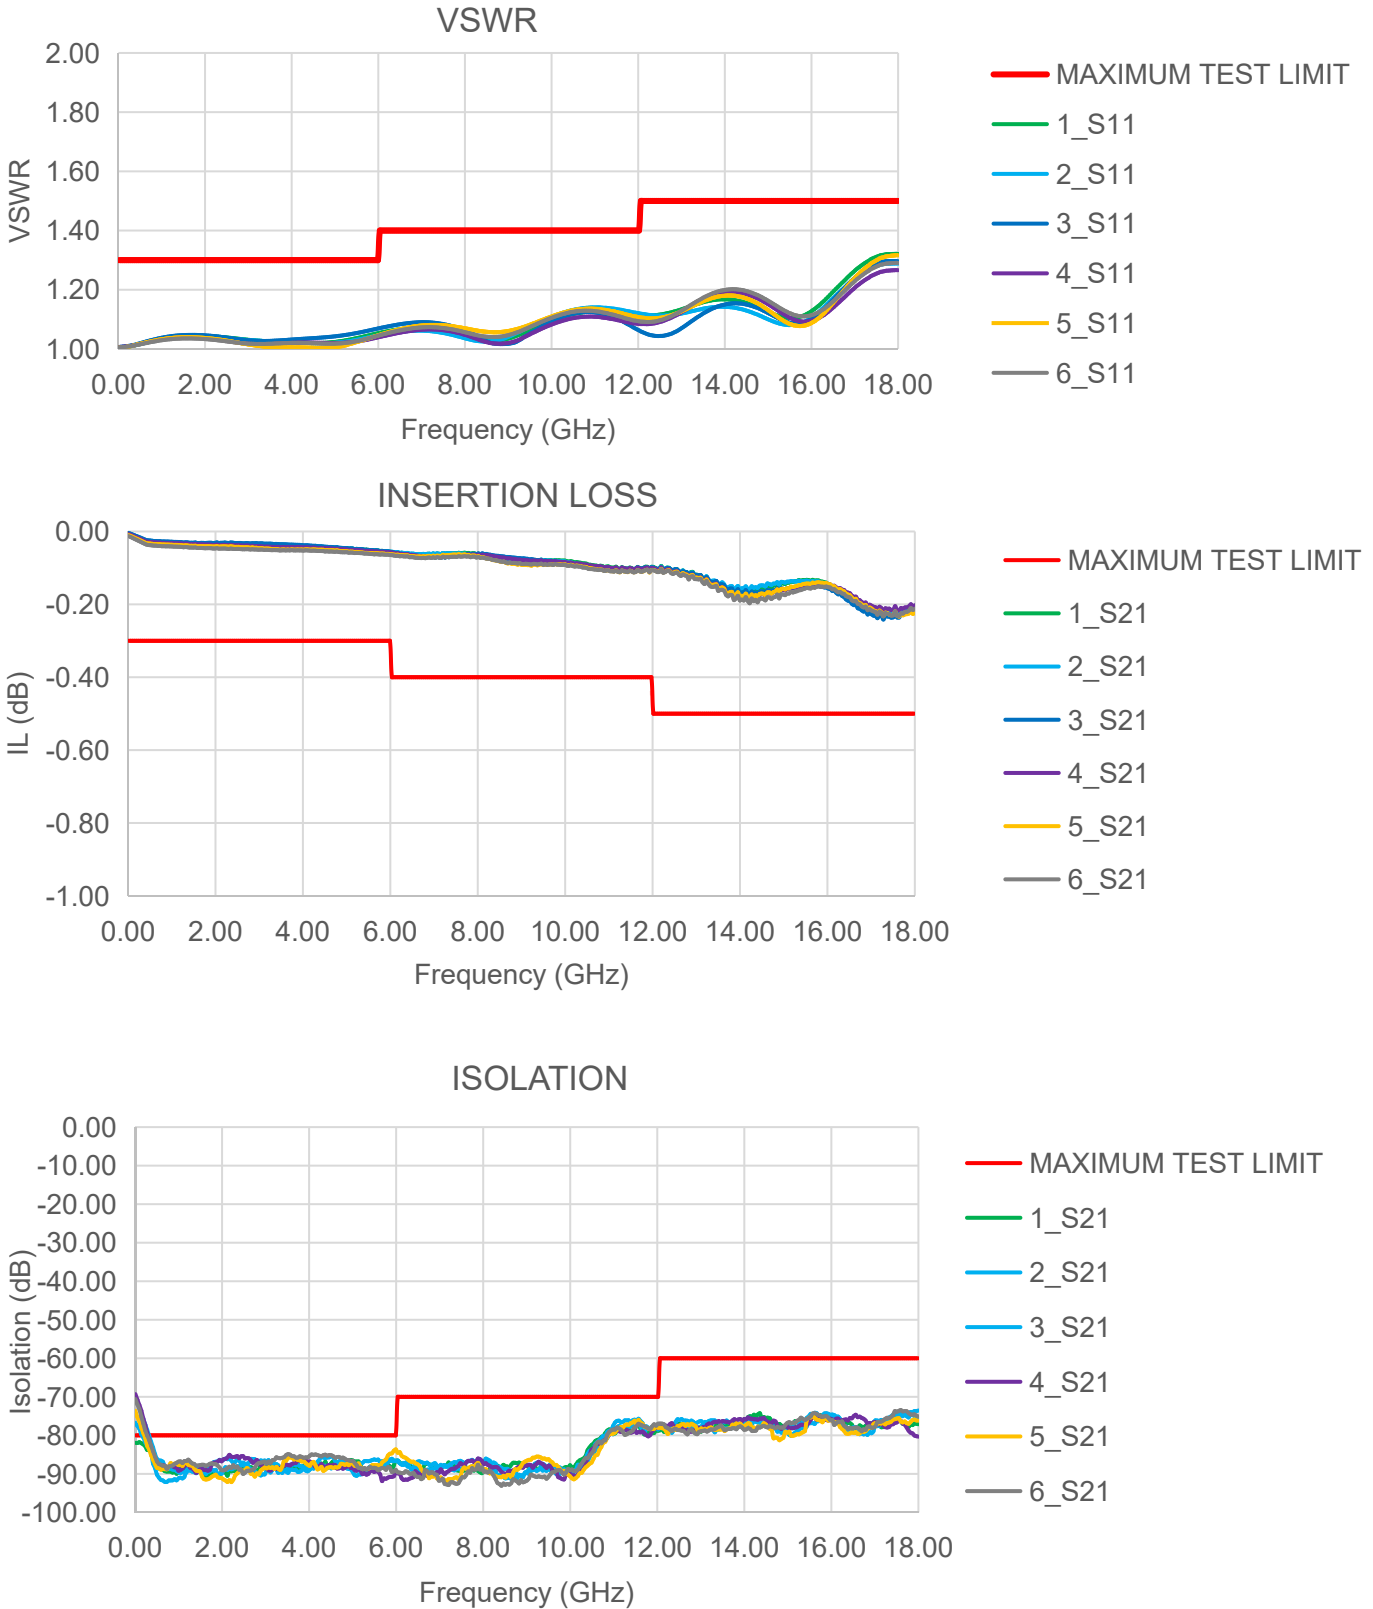 VSWR
2.00
1.80
1.60
1.40
1.20
1.00
VSWR
0.00 2.00 4.00 6.00 8.00 10.00 12.00 14.00 16.00 18.00
Frequency (GHz)
MAXIMUM TEST LIMIT
1_S11
2_S11
3_S11
4_S11
5_S11
6_S11
INSERTION LOSS
0.00
-0.20
-0.40
-0.60
-0.80
-1.00
IL (dB)
0.00 2.00 4.00 6.00 8.00 10.00 12.00 14.00 16.00 18.00
Frequency (GHz)
MAXIMUM TEST LIMIT
1_S21
2_S21
3_S21
4_S21
5_S21
6_S21
ISOLATION
0.00
-10.00
-20.00
-30.00
-40.00
-50.00
-60.00
-70.00
-80.00
-90.00
-100.00
Isolation (dB)
0.00 2.00 4.00 6.00 8.00 10.00 12.00 14.00 16.00 18.00
Frequency (GHz)
MAXIMUM TEST LIMIT
1_S21
2_S21
3_S21
4_S21
5_S21
6_S21